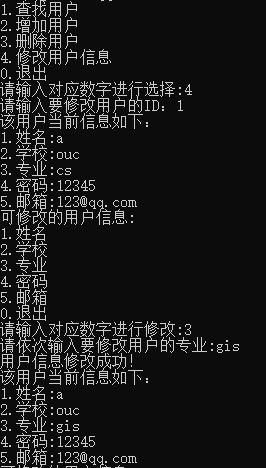 1.查找用户
2.增加用户
3.删除用户
4.修改用户信息
0.退出
请输入对应数字进行选择:4
请输入要修改用户的ID: 1
该用户当前信息如下：
1.姓名:a
2.学校:ouc
3.专业:cs
4.密码:12345
5.邮箱:123@qq.com
可修改的用户信息:
1.姓名
2.学校
3.专业
4.密码
5.邮箱
0.退出
请输入对应数字进行修改:3
请依次输入要修改用户的专业:gis
用户信息修改成功!
该用户当前信息如下：
1.姓名:a
2.学校:ouc
3.专业:gis
4.密码:12345
5.邮箱:123@qq.com